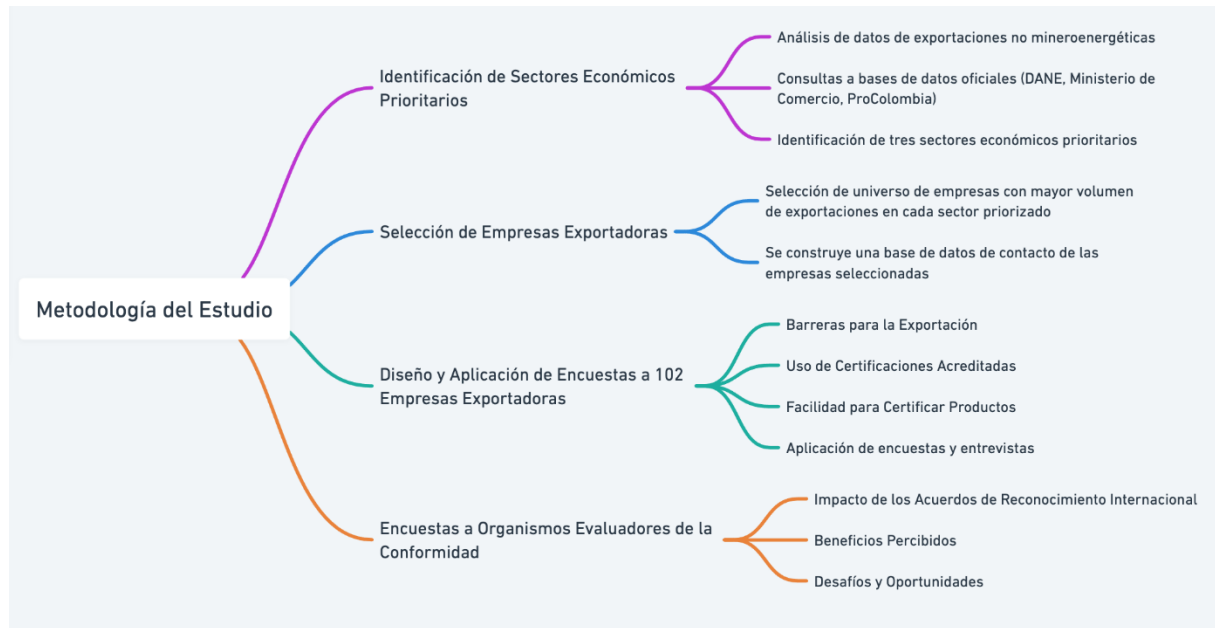 Metodología del Estudio
Identificación de Sectores Económicos
Prioritarios
Análisis de datos de exportaciones no mineroenergéticas
Consultas a bases de datos oficiales (DANE, Ministerio de
Comercio, ProColombia)
Identificación de tres sectores económicos prioritarios
Selección de Empresas Exportadoras
Selección de universo de empresas con mayor volumen
de exportaciones en cada sector priorizado
Se construye una base de datos de contacto de las
empresas seleccionadas
Diseño y Aplicación de Encuestas a 102
Empresas Exportadoras
Barreras para la Exportación
Uso de Certificaciones Acreditadas
Facilidad para Certificar Productos
Aplicación de encuestas y entrevistas
Encuestas a Organismos Evaluadores de la
Conformidad
Impacto de los Acuerdos de Reconocimiento Internacional
Beneficios Percibidos
Desafíos y Oportunidades